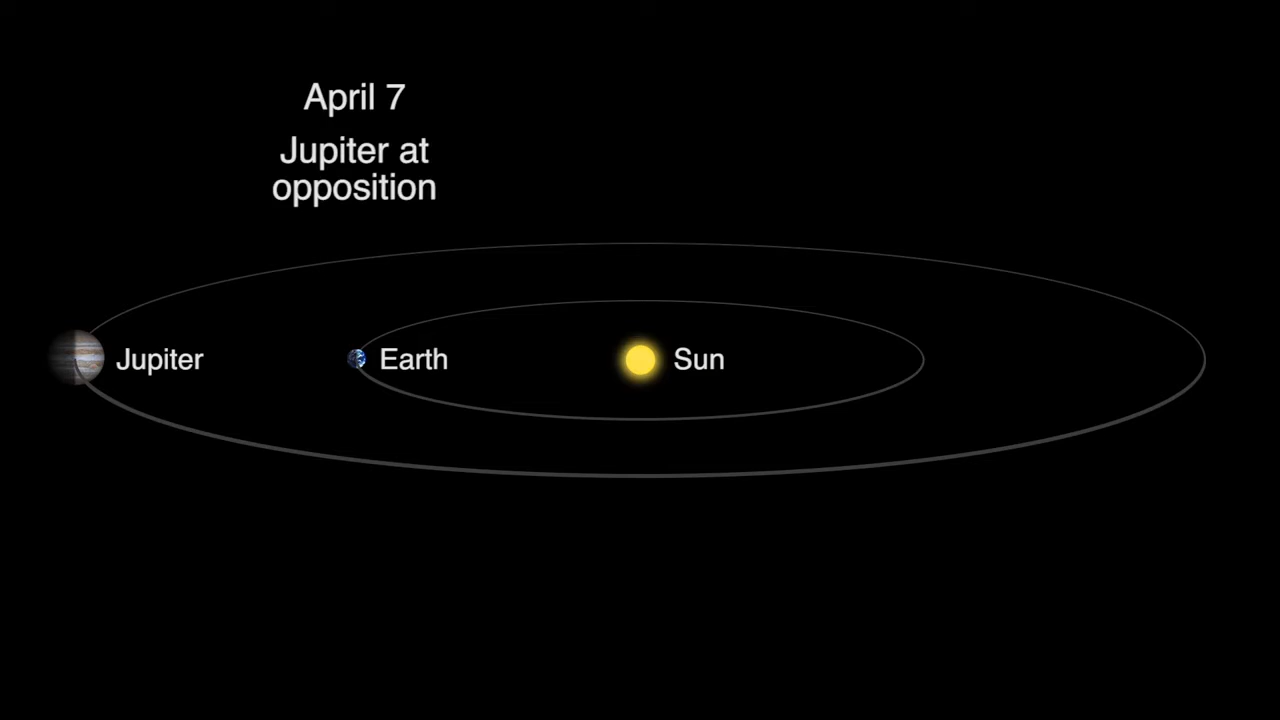 April 7
Jupiter at
opposition
Jupiter
Earth
Sun